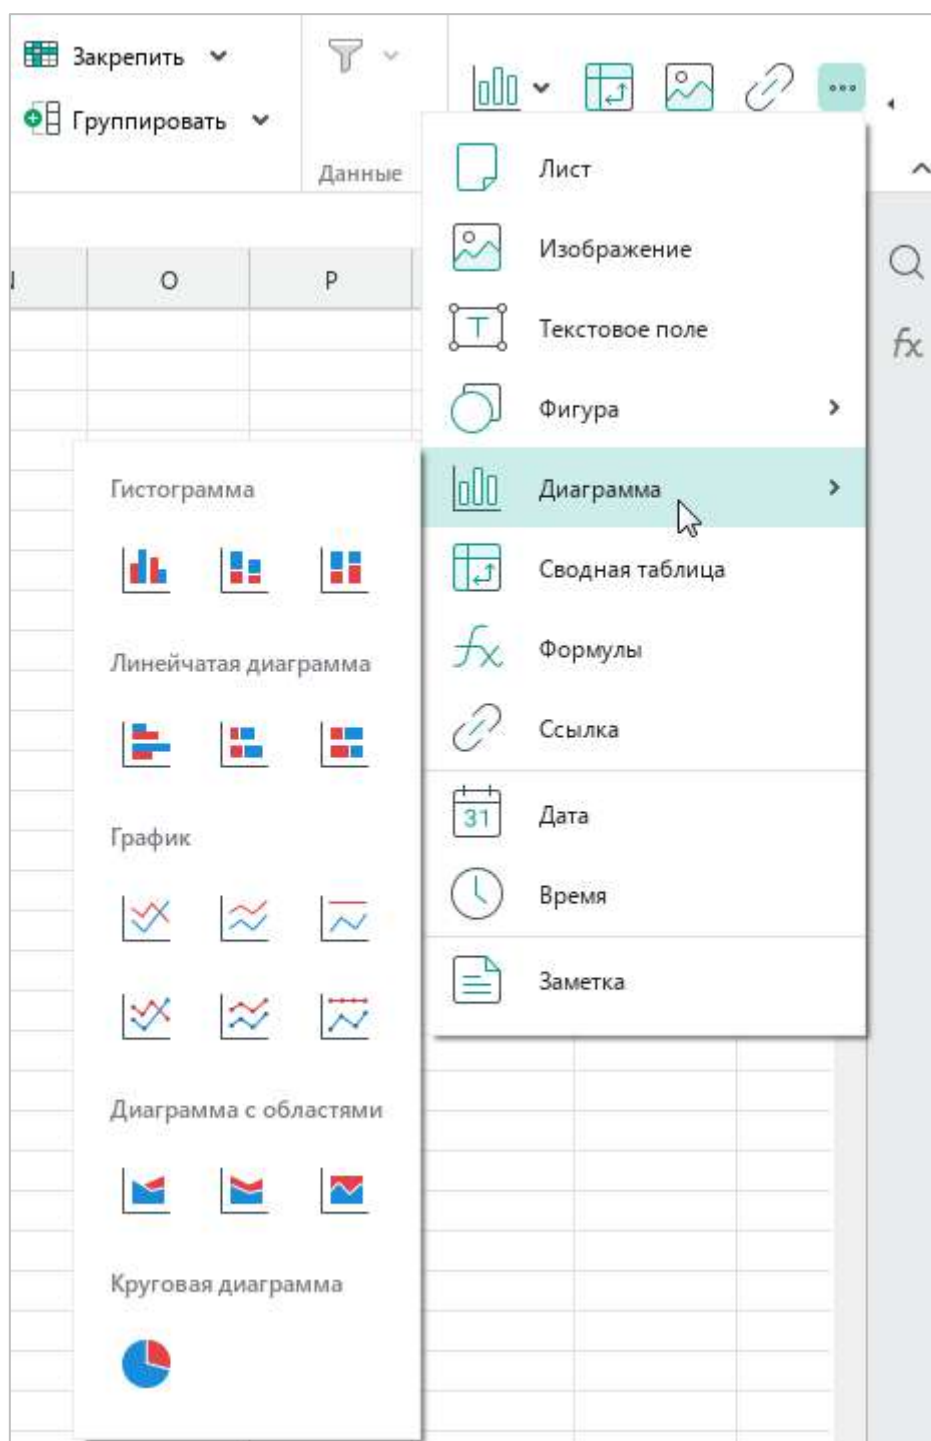 Закрепить
Группировать
Данные
O P
Лист
Изображение
Текстовое поле
Фигура
Диаграмма
Сводная таблица
Формулы
Ссылка
31 Дата
Время
Заметка
Гистограмма
Линейчатая диаграмма
График
Диаграмма с областями
Круговая диаграмма
fx